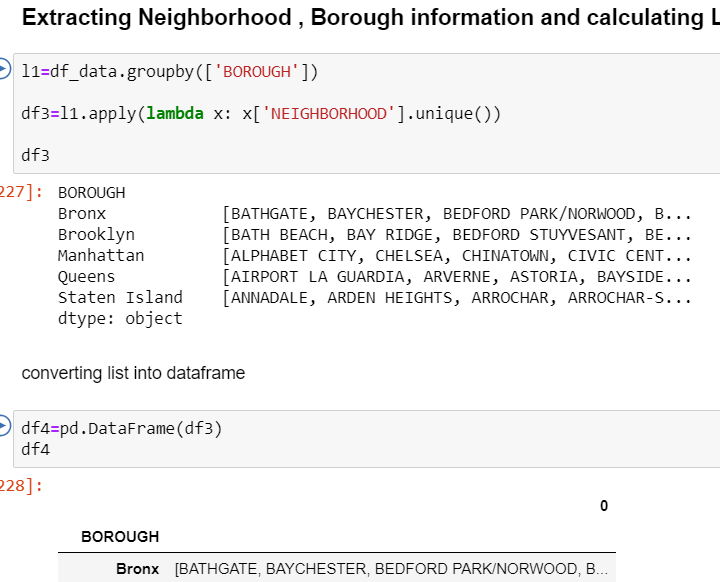 Extracting Neighborhood , Borough information and calculating L
l1=df_data.groupby(['BOROUGH'])
df3=l1.apply(lambda x: x['NEIGHBORHOOD'].unique())
df3
227]: BOROUGH
Bronx [BATHGATE, BAYCHESTER, BEDFORD PARK/NORWOOD, B...
Brooklyn [BATH BEACH, BAY RIDGE, BEDFORD STUYVESANT, BE...
Manhattan [ALPHABET CITY, CHELSEA, CHINATOWN, CIVIC CENT...
Queens [AIRPORT LA GUARDIA, ARVERNE, ASTORIA, BAYSIDE...
Staten Island [ANNADALE, ARDEN HEIGHTS, ARROCHAR, ARROCHAR-S...
dtype: object
converting list into dataframe
df4=pd.DataFrame(df3)
df4
228]:
0
BOROUGH
Bronx [BATHGATE, BAYCHESTER, BEDFORD PARK/NORWOOD, B...